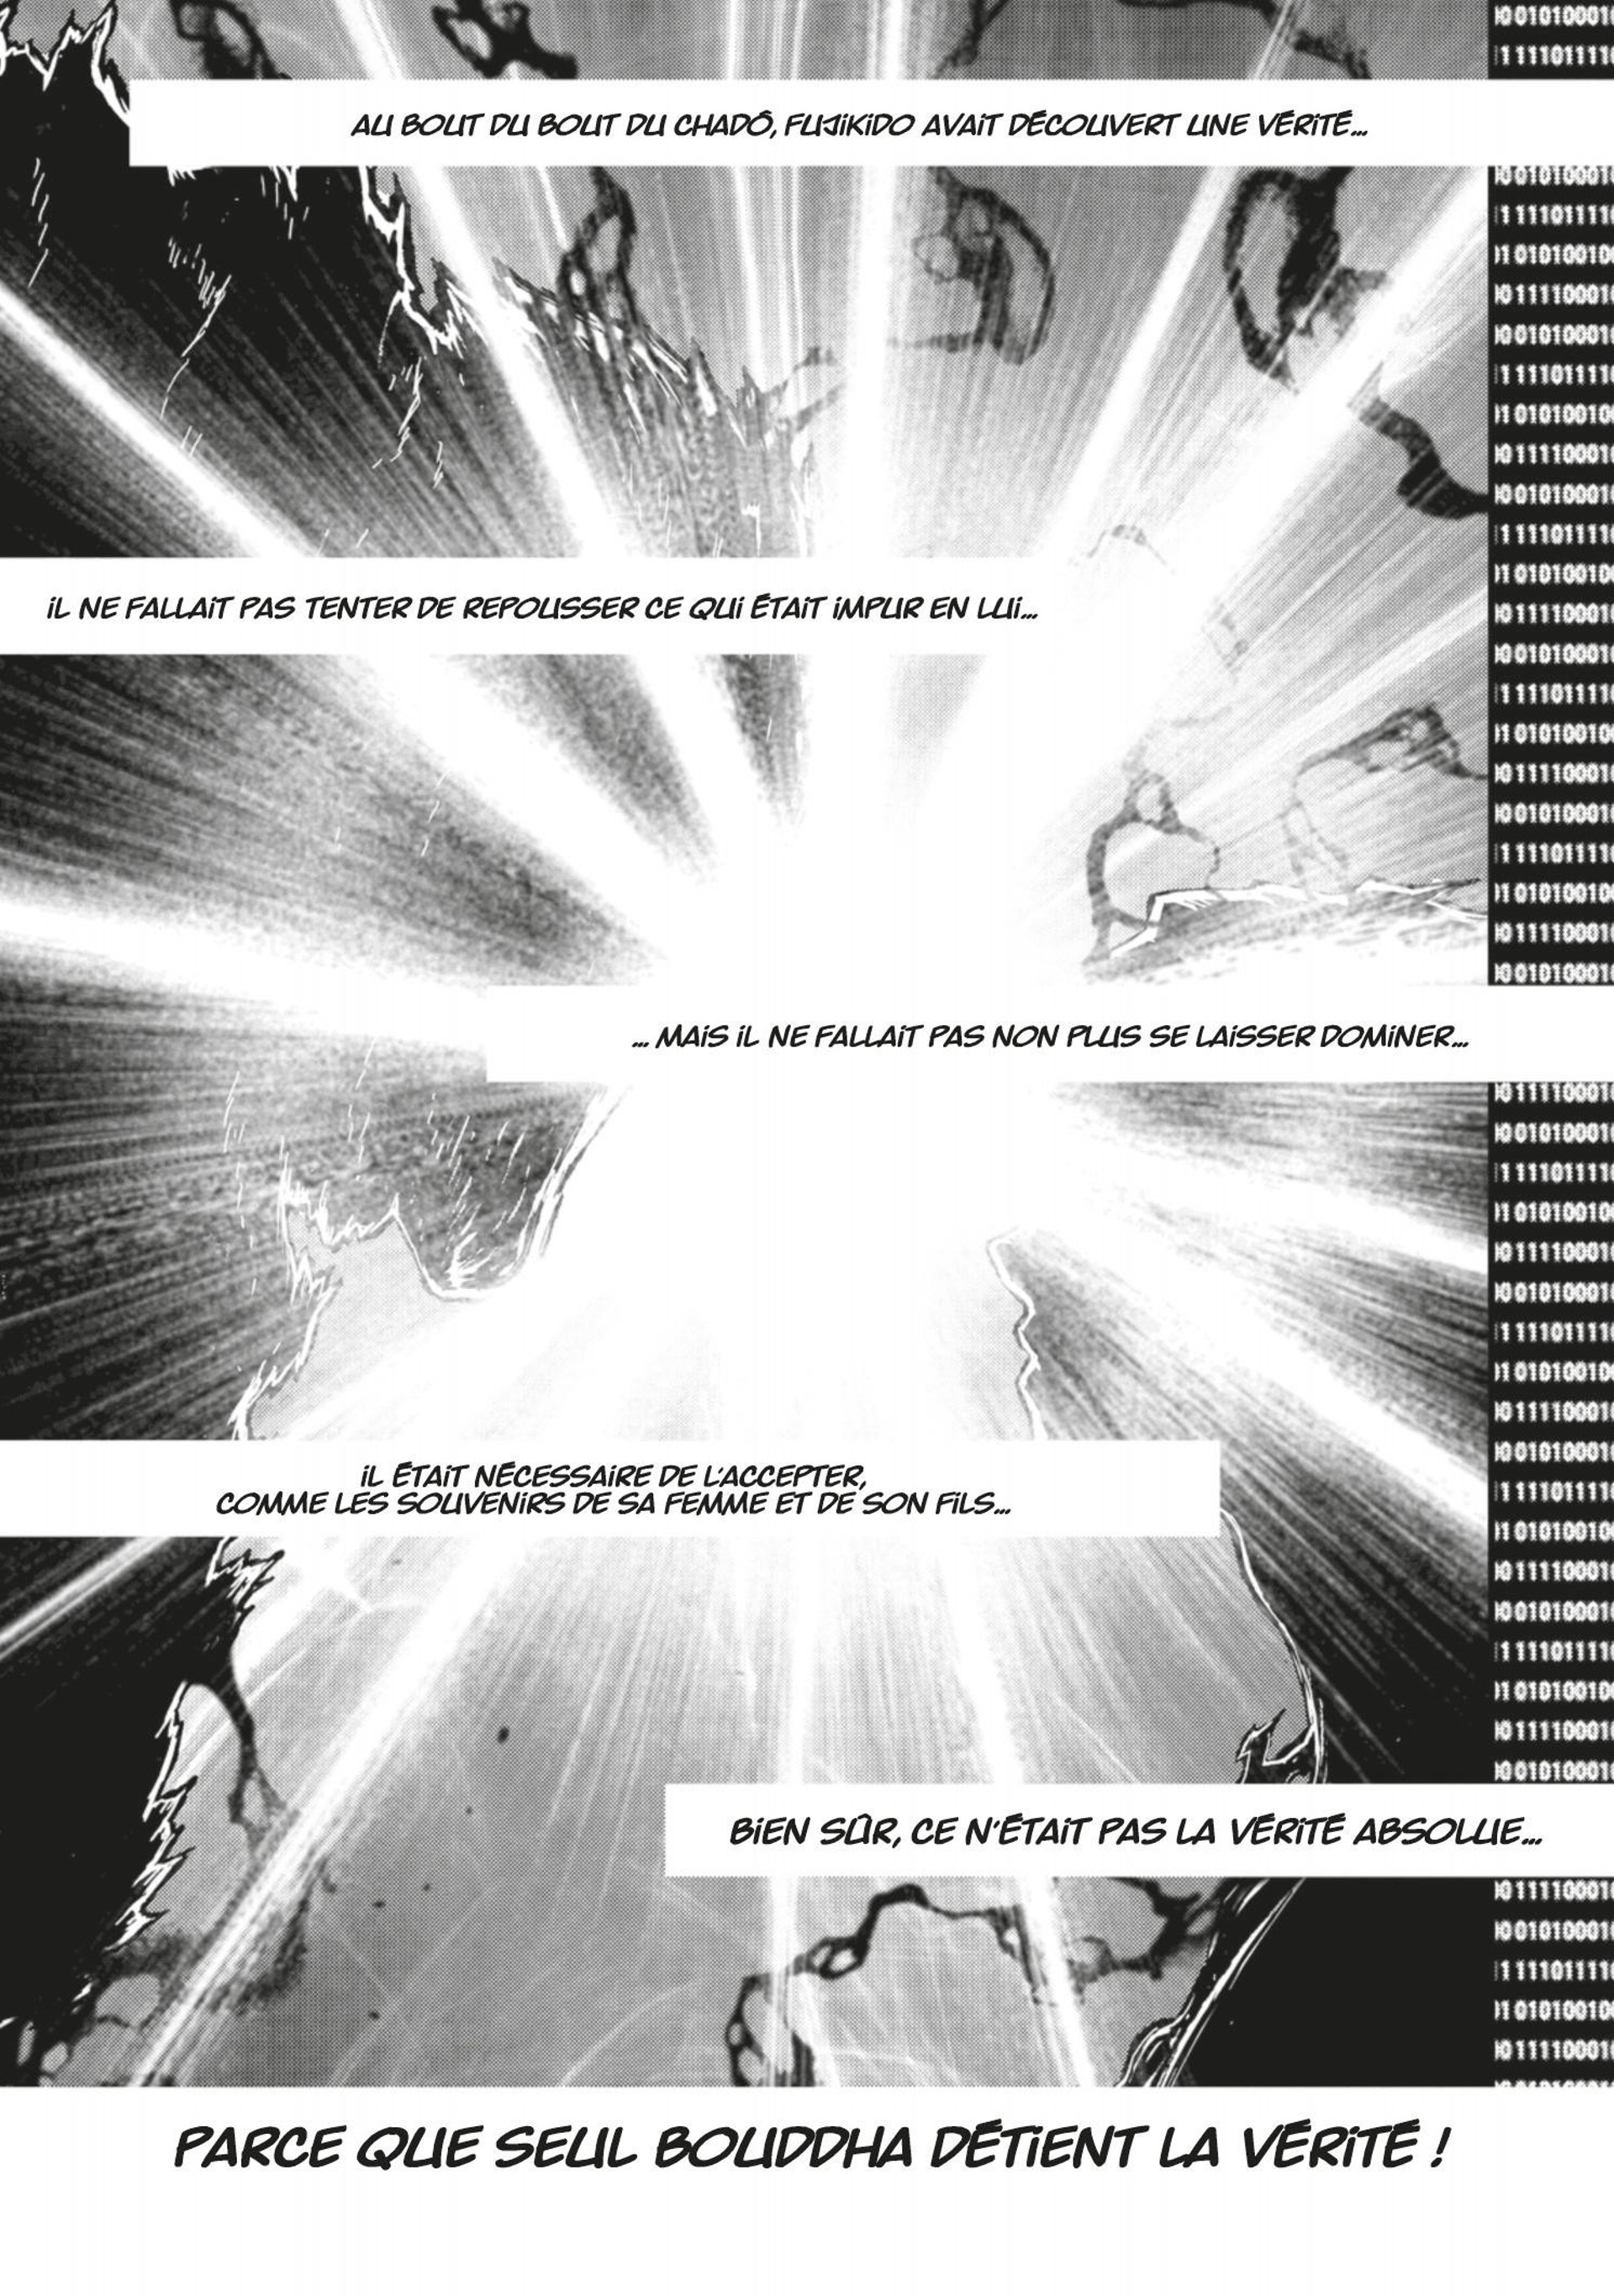 AU BOUT DU BOUT DU CHADÔ, FUJIKIDO AVAIT DÉCOUVERT UNE VÉRITÉ...
IL NE FALLAIT PAS TENTER DE REPOUSSER CE QUI ÉTAIT IMPUR EN LUI...
... MAIS IL NE FALLAIT PAS NON PLUS SE LAISSER DOMINER...
IL ÉTAIT NÉCESSAIRE DE L'ACCEPTER,
COMME LES SOUVENIRS DE SA FEMME ET DE SON FILS...
BIEN SÛR, CE N'ÉTAIT PAS LA VÉRITÉ ABSOLUE...
PARCE QUE SEUL BOUDDHA DÉTIENT LA VÉRITÉ !